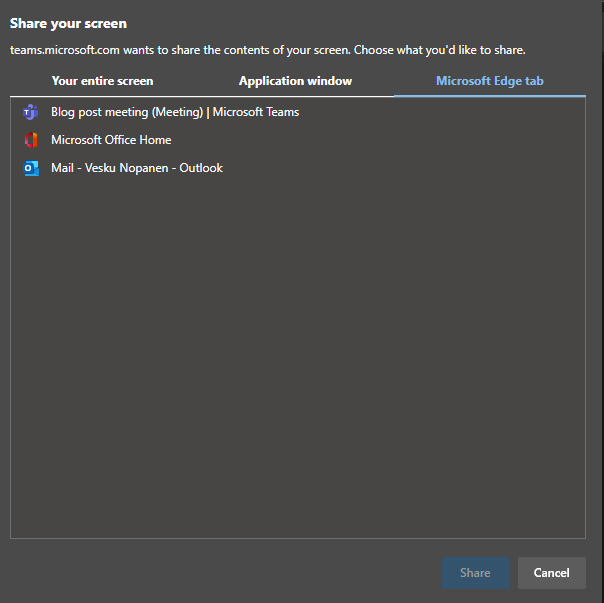 Share your screen
teams.microsoft.com wants to share the contents of your screen. Choose what you'd like to share.
Your entire screen Application window Microsoft Edge tab
Blog post meeting (Meeting) | Microsoft Teams
Microsoft Office Home
Mail - Vesku Nopanen - Outlook
Share Cancel